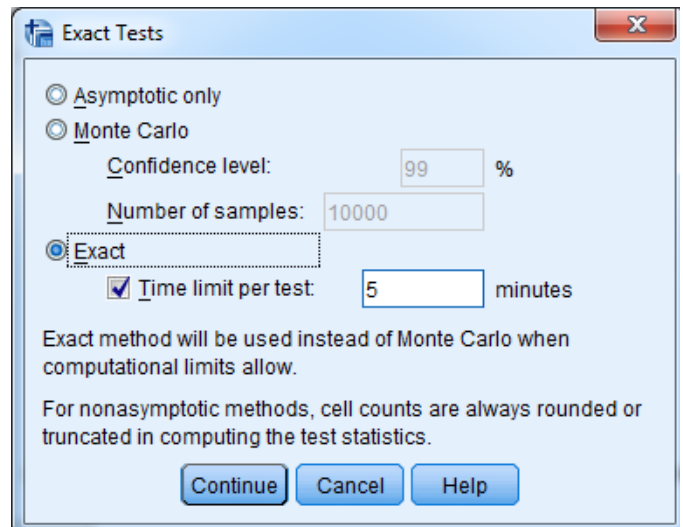 Exact Tests
Asymptotic only
Monte Carlo
Confidence level: 99 %
Number of samples: 10000
Exact
Time limit per test: 5 minutes
Exact method will be used instead of Monte Carlo when
computational limits allow.
For nonasymptotic methods, cell counts are always rounded or
truncated in computing the test statistics.
Continue Cancel Help